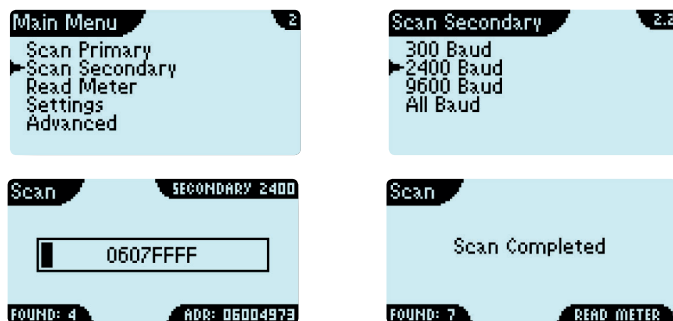 Main Menu 2
Scan Primary
Scan Secondary
Read Meter
Settings
Advanced
Scan Secondary 2.2
300 Baud
2400 Baud
9600 Baud
All Baud
Scan SECONDARY 2400
0607FFFF
FOUND: 4 ADR: 06004973
Scan
Scan Completed
FOUND: 7 READ METER